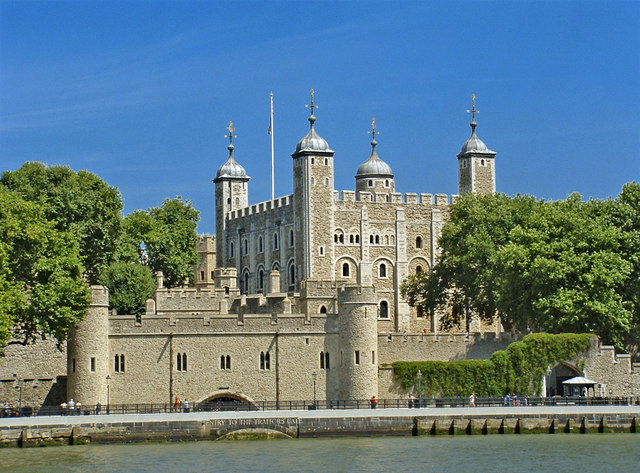 ENTRY TO THE TRAITORS GATE